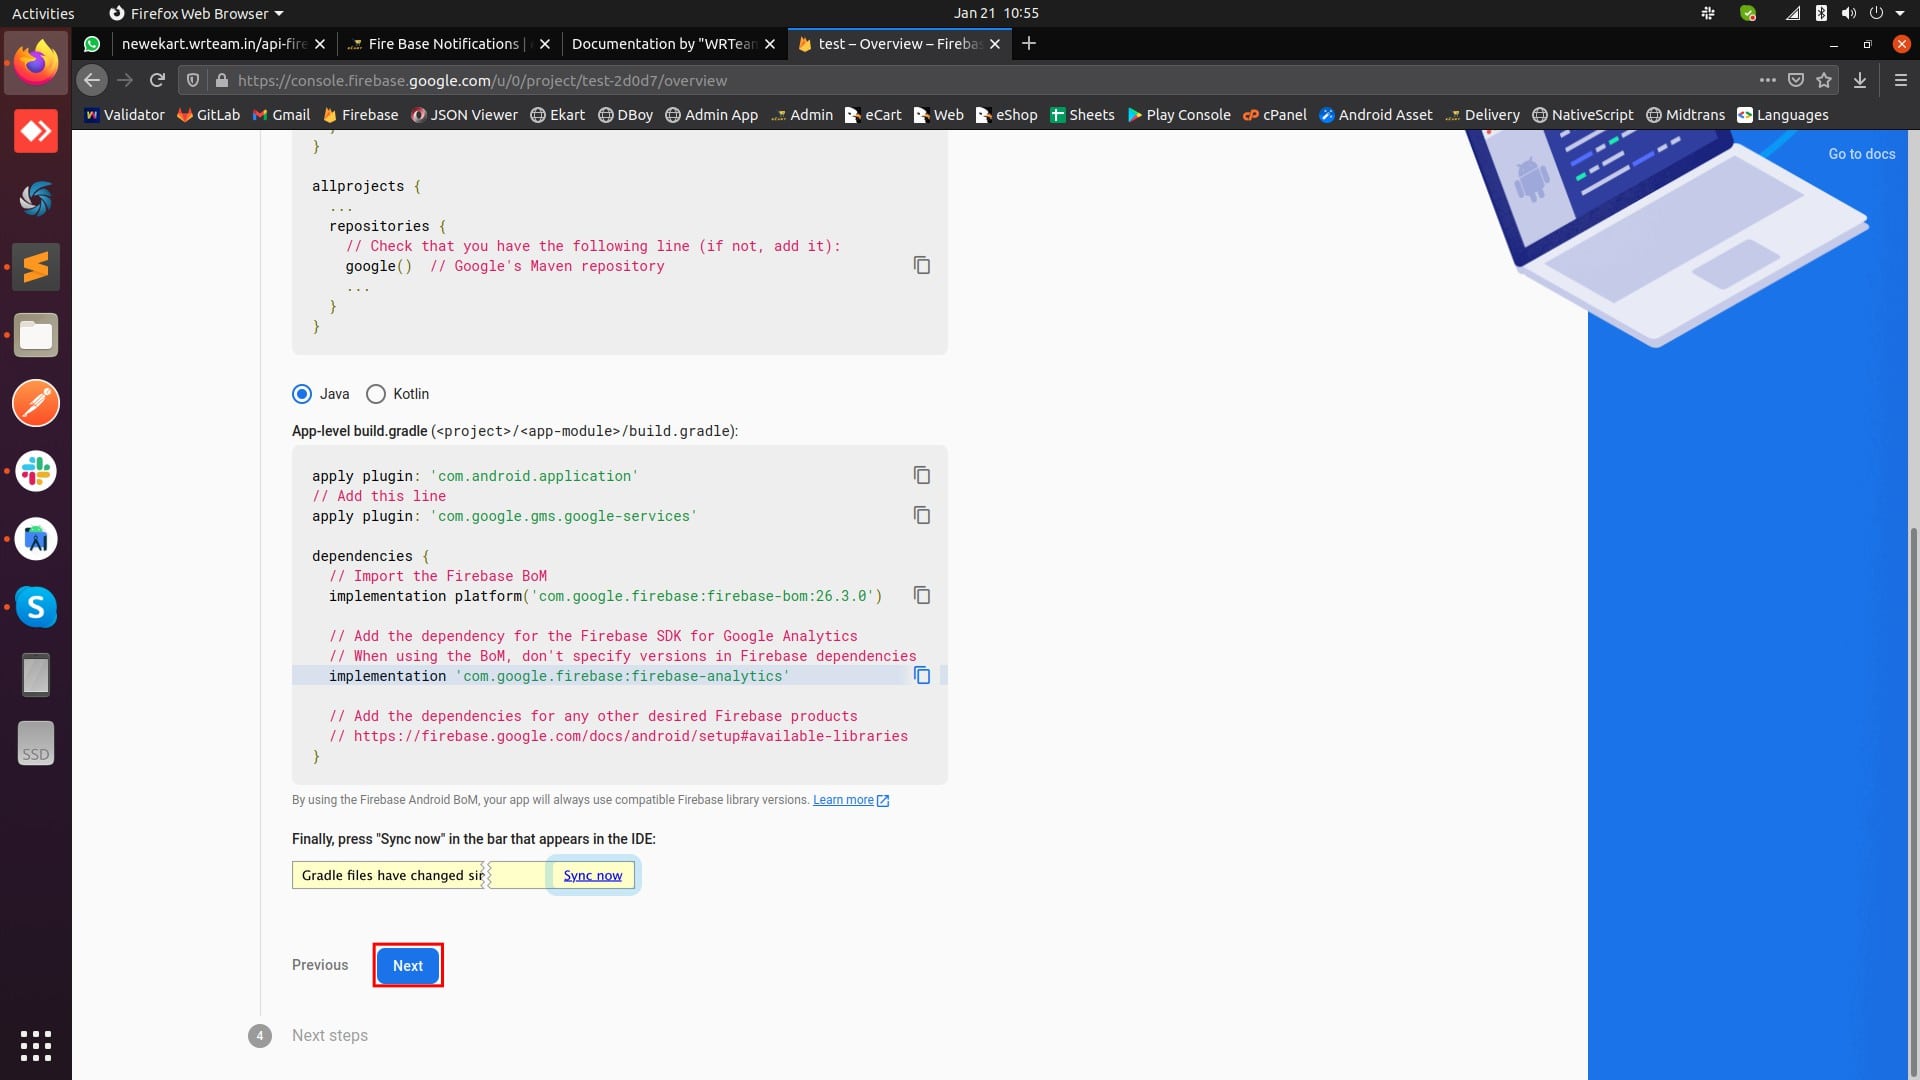 Activities
Firefox Web Browser
Jan 21 10:55
newekart.wrteam.in/api-fire
Fire Base Notifications |
Documentation by "WRTean
test – Overview – Firebas
https://console.firebase.google.com/u/0/project/test-2d0d7/overview
Validator
GitLab
Gmail
Firebase
JSON Viewer
Ekart
DBoy
Admin App
Admin
eCart
Web
eShop
Sheets
Play Console
cPanel
Android Asset
Delivery
NativeScript
Midtrans
Languages
Go to docs
}
allprojects {
...
repositories {
// Check that you have the following line (if not, add it):
google() // Google's Maven repository
...
}
}
Java
Kotlin
App-level build.gradle (<project>/<app-module>/build.gradle):
apply plugin: 'com.android.application'
// Add this line
apply plugin: 'com.google.gms.google-services'
dependencies {
// Import the Firebase BoM
implementation platform('com.google.firebase:firebase-bom:26.3.0')
// Add the dependency for the Firebase SDK for Google Analytics
// When using the BoM, don't specify versions in Firebase dependencies
implementation 'com.google.firebase:firebase-analytics'
// Add the dependencies for any other desired Firebase products
// https://firebase.google.com/docs/android/setup#available-libraries
}
By using the Firebase Android BoM, your app will always use compatible Firebase library versions. Learn more
Finally, press "Sync now" in the bar that appears in the IDE:
Gradle files have changed sin
Sync now
Previous
Next
4
Next steps
SSD